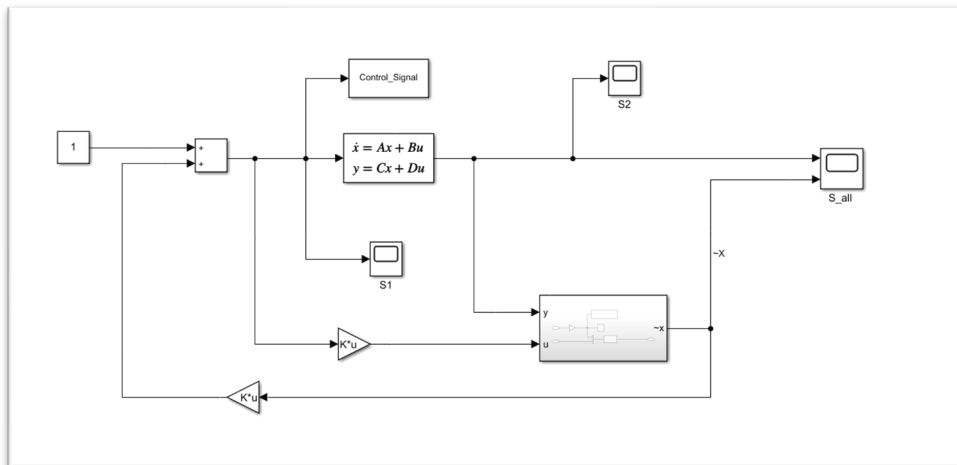 Control_Signal
S2
1
+
+
ẋ = Ax + Bu
y = Cx + Du
S_all
~X
S1
y
~x
u
K*u
K*u